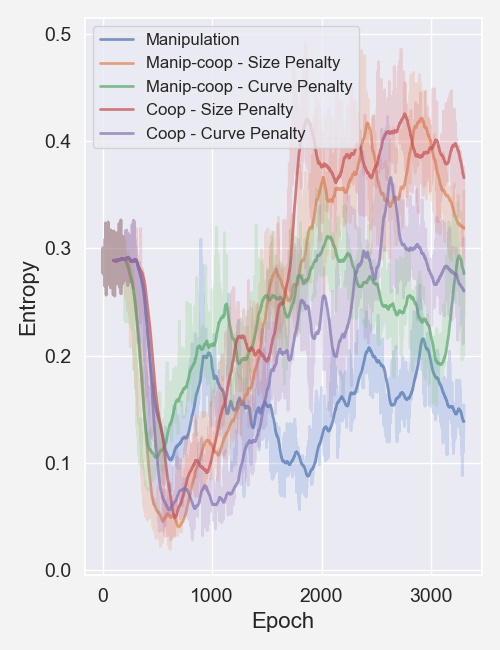 0.5
Manipulation
Manip-coop - Size Penalty
Manip-coop - Curve Penalty
Coop - Size Penalty
Coop - Curve Penalty
0.4
0.3
Entropy
0.2
0.1
0.0
0 1000 2000 3000
Epoch